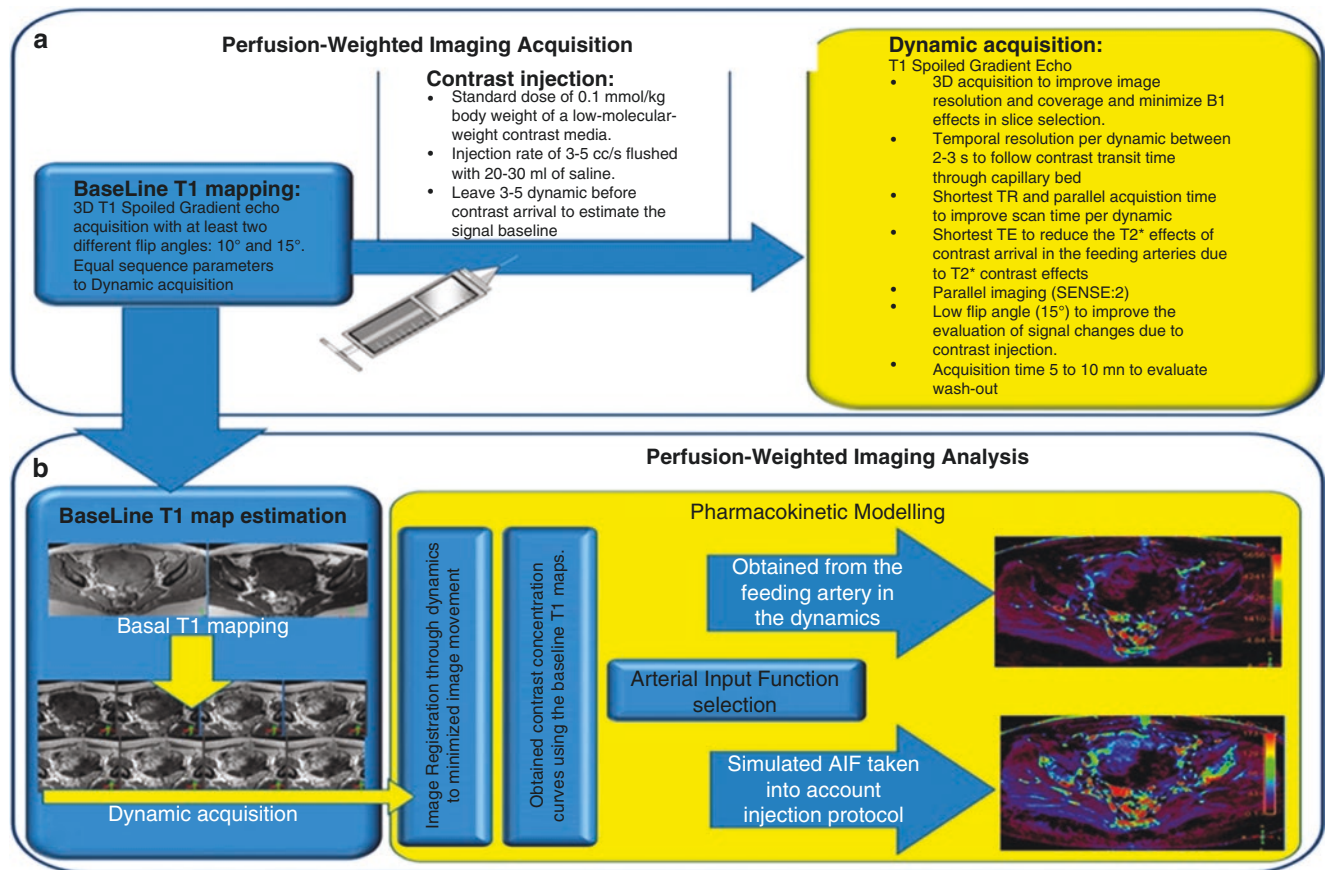 a
Perfusion-Weighted Imaging Acquisition
BaseLine T1 mapping:
3D T1 Spoiled Gradient echo
acquisition with at least two
different flip angles: 10° and 15°.
Equal sequence parameters
to Dynamic acquisition
Contrast injection:
• Standard dose of 0.1 mmol/kg
body weight of a low-molecular-
weight contrast media.
• Injection rate of 3-5 cc/s flushed
with 20-30 ml of saline.
• Leave 3-5 dynamic before
contrast arrival to estimate the
signal baseline
Dynamic acquisition:
T1 Spoiled Gradient Echo
• 3D acquisition to improve image
resolution and coverage and minimize B1
effects in slice selection.
• Temporal resolution per dynamic between
2-3 s to follow contrast transit time
through capillary bed
• Shortest TR and parallel acquistion time
to improve scan time per dynamic
• Shortest TE to reduce the T2* effects of
contrast arrival in the feeding arteries due
to T2* contrast effects
• Parallel imaging (SENSE:2)
• Low flip angle (15°) to improve the
evaluation of signal changes due to
contrast injection.
• Acquisition time 5 to 10 mn to evaluate
wash-out
b
Perfusion-Weighted Imaging Analysis
BaseLine T1 map estimation
Basal T1 mapping
Dynamic acquisition
Pharmacokinetic Modelling
Image Registration through dynamics
to minimized image movement
Obtained contrast concentration
curves using the baseline T1 maps.
Arterial Input Function
selection
Obtained from the
feeding artery in
the dynamics
Simulated AIF taken
into account
injection protocol